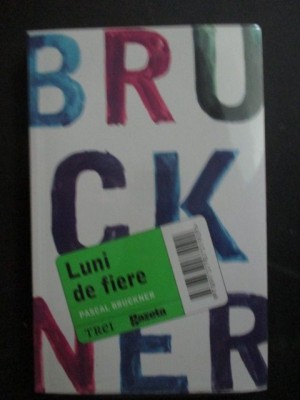 BRU
CK
NER
Luni
de fiere
PASCAL BRUCKNER
TREI Gazeta